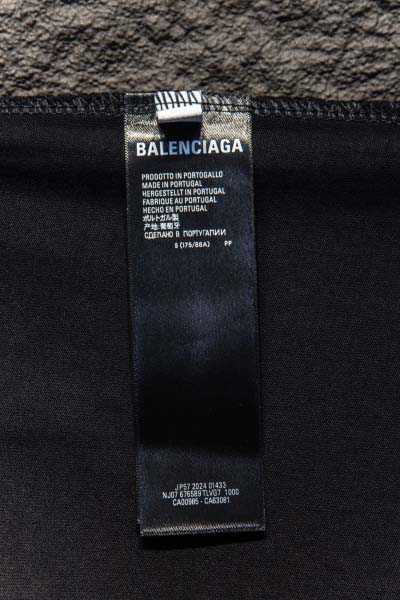 BALENCIAGA
PRODOTTO IN PORTOGALLO
MADE IN PORTUGAL
HERGESTELLT IN PORTUGAL
FABRIQUE AU PORTUGAL
HECHO EN PORTUGAL
ポルトガル製
产地:葡萄牙
СДЕЛАНО В ПОРТУГАЛИИ
S (175/88A) PP
JP57 2024 01433
NJ07 676589 TLVG7 1000
CA00985 - CA63081